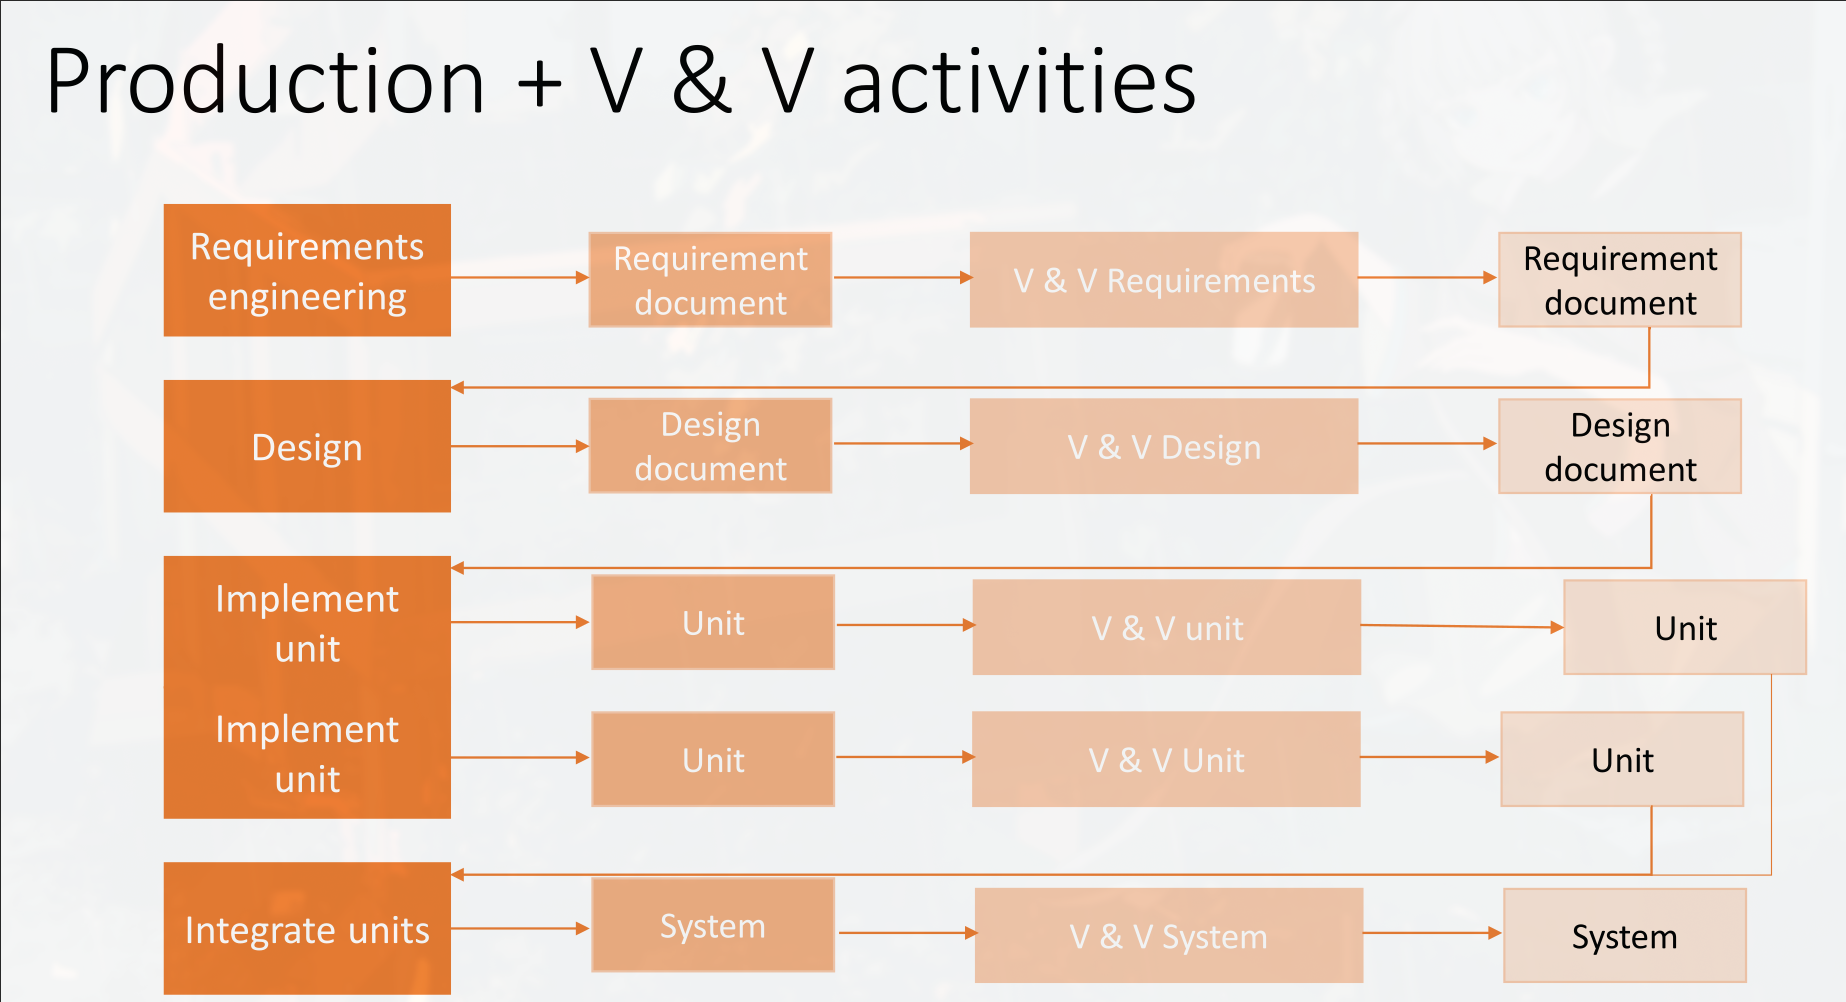 Production + V & V activities
Requirements
engineering
Requirement
document
V & V Requirements
Requirement
document
Design
Design
document
V & V Design
Design
document
Implement
unit
Unit
V & V unit
Unit
Implement
unit
Unit
V & V Unit
Unit
Integrate units
System
V & V System
System